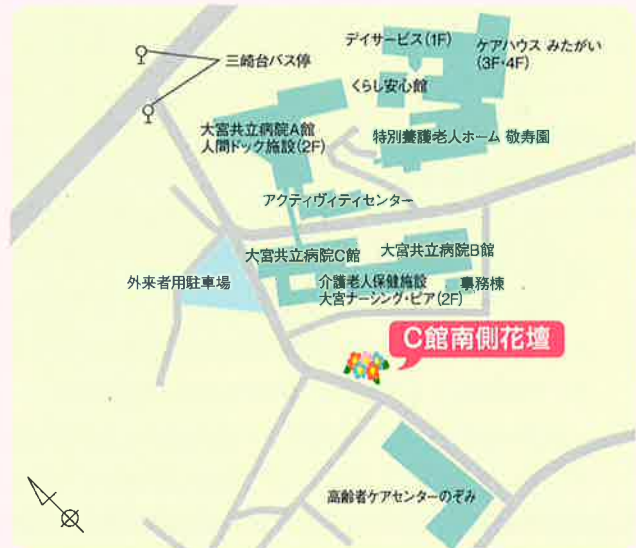 デイサービス(1F)
ケアハウス みたがい
(3F・4F)
三崎台バス停
くらし安心館
大宮共立病院A館
人間ドック施設(2F)
特別養護老人ホーム 敬寿園
アクティヴィティセンター
大宮共立病院C館
大宮共立病院B館
外来者用駐車場
介護老人保健施設
大宮ナーシング・ピア(2F)
事務棟
C館南側花壇
高齢者ケアセンターのぞみ